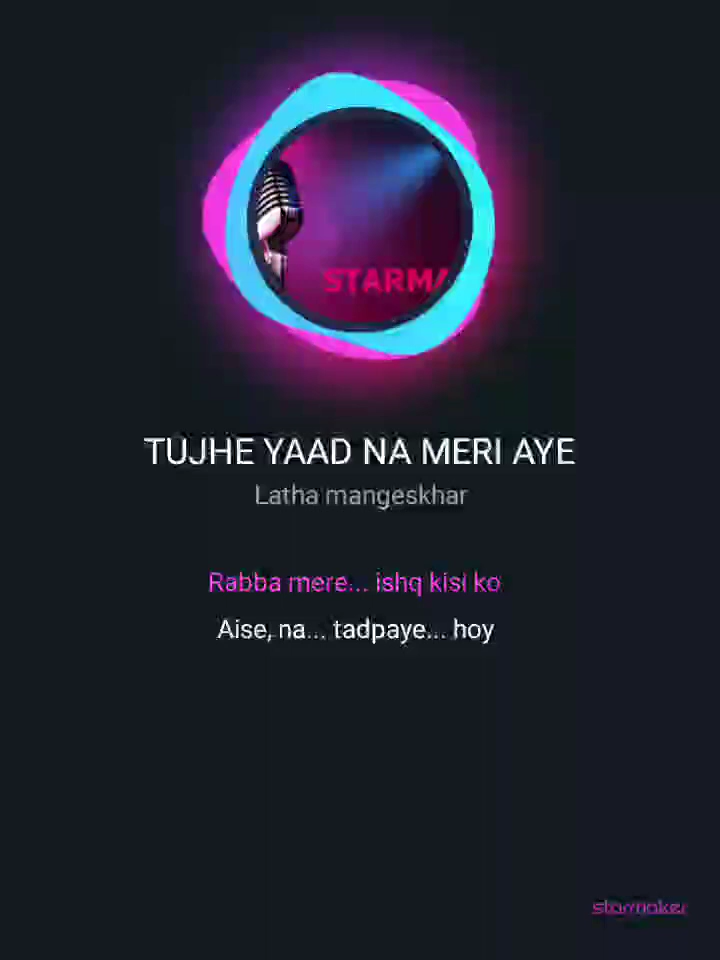 STARMA
TUJHE YAAD NA MERI AYE
Latha mangeskhar
Rabba mere... ishq kisi ko
Aise, na... tadpaye... hoy
starmaker